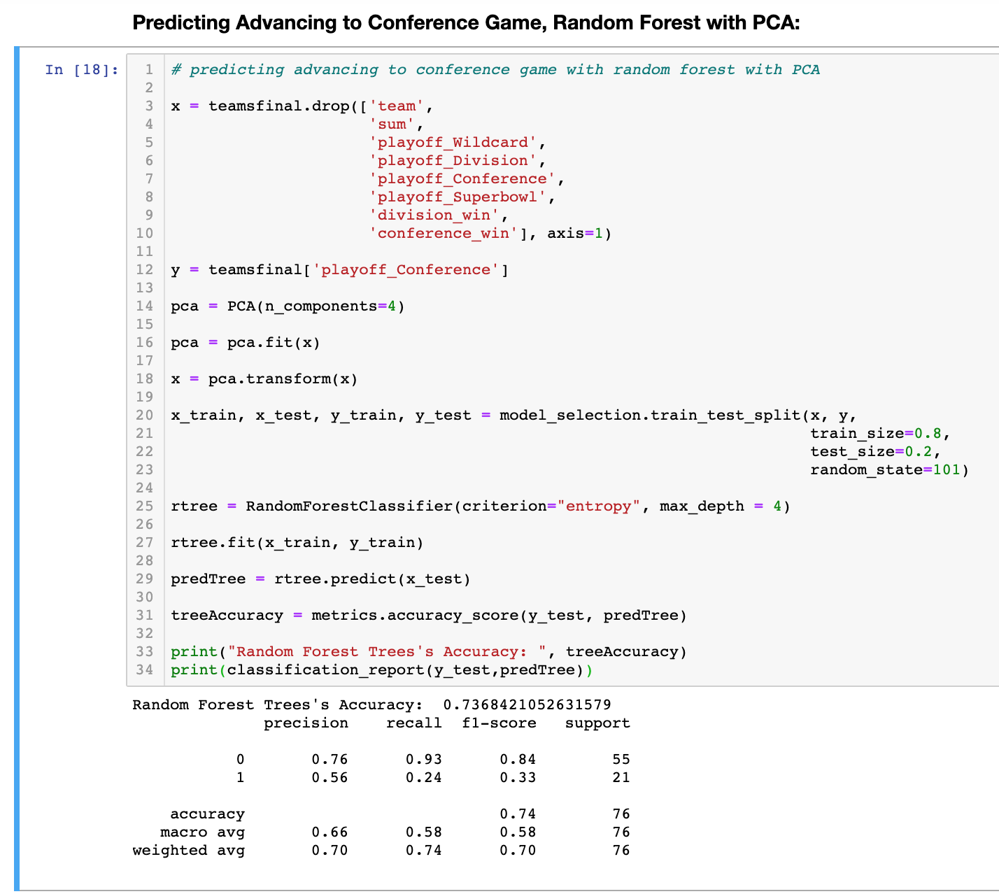 Predicting Advancing to Conference Game, Random Forest with PCA:
In [18]:
1 # predicting advancing to conference game with random forest with PCA
2
3 x = teamsfinal.drop(['team',
4 'sum',
5 'playoff_Wildcard',
6 'playoff_Division',
7 'playoff_Conference',
8 'playoff_Superbowl',
9 'division_win',
10 'conference_win'], axis=1)
11
12 y = teamsfinal['playoff_Conference']
13
14 pca = PCA(n_components=4)
15
16 pca = pca.fit(x)
17
18 x = pca.transform(x)
19
20 x_train, x_test, y_train, y_test = model_selection.train_test_split(x, y,
21 train_size=0.8,
22 test_size=0.2,
23 random_state=101)
24
25 rtree = RandomForestClassifier(criterion="entropy", max_depth = 4)
26
27 rtree.fit(x_train, y_train)
28
29 predTree = rtree.predict(x_test)
30
31 treeAccuracy = metrics.accuracy_score(y_test, predTree)
32
33 print("Random Forest Trees's Accuracy: ", treeAccuracy)
34 print(classification_report(y_test,predTree))
Random Forest Trees's Accuracy:  0.7368421052631579
precision recall f1-score support
0 0.76 0.93 0.84 55
1 0.56 0.24 0.33 21
accuracy 0.74 76
macro avg 0.66 0.58 0.58 76
weighted avg 0.70 0.74 0.70 76